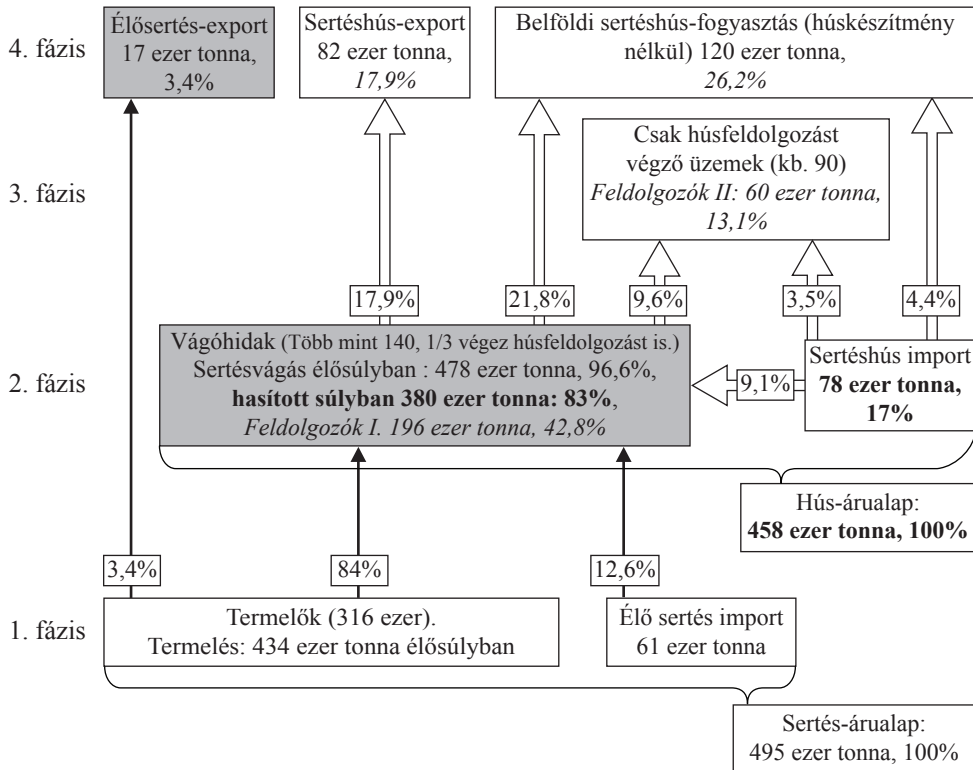 4. fázis
Élősertés-export
17 ezer tonna,
3,4%
Sertéshús-export
82 ezer tonna,
17,9%
Belföldi sertéshús-fogyasztás (húskészítmény
nélkül) 120 ezer tonna,
26,2%
3. fázis
Csak húsfeldolgozást
végző üzemek (kb. 90)
Feldolgozók II: 60 ezer tonna,
13,1%
17,9%
21,8%
9,6%
3,5%
4,4%
2. fázis
Vágóhidak (Több mint 140, 1/3 végez húsfeldolgozást is.)
Sertésvágás élősúlyban : 478 ezer tonna, 96,6%,
hasított súlyban 380 ezer tonna: 83%,
Feldolgozók I. 196 ezer tonna, 42,8%
9,1%
Sertéshús import
78 ezer tonna,
17%
Hús-árualap:
458 ezer tonna, 100%
3,4%
84%
12,6%
1. fázis
Termelők (316 ezer).
Termelés: 434 ezer tonna élősúlyban
Élő sertés import
61 ezer tonna
Sertés-árualap:
495 ezer tonna, 100%